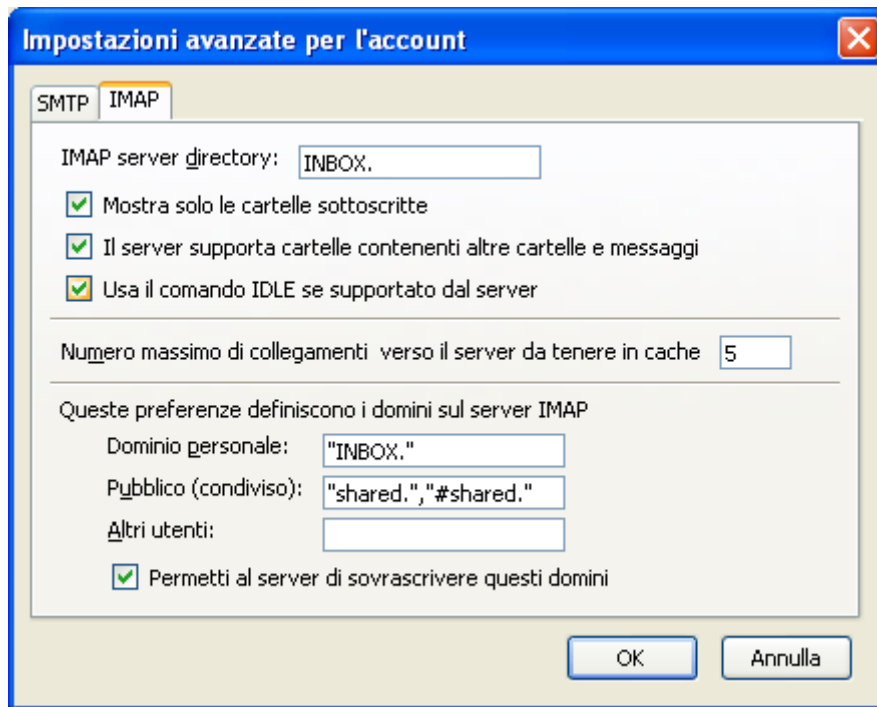 Impostazioni avanzate per l'account
SMTP IMAP
IMAP server directory: INBOX.
Mostra solo le cartelle sottoscritte
Il server supporta cartelle contenenti altre cartelle e messaggi
Usa il comando IDLE se supportato dal server
Numero massimo di collegamenti verso il server da tenere in cache 5
Queste preferenze definiscono i domini sul server IMAP
Dominio personale: "INBOX."
Pubblico (condiviso): "shared.","#shared."
Altri utenti:
Permetti al server di sovrascrivere questi domini
OK Annulla